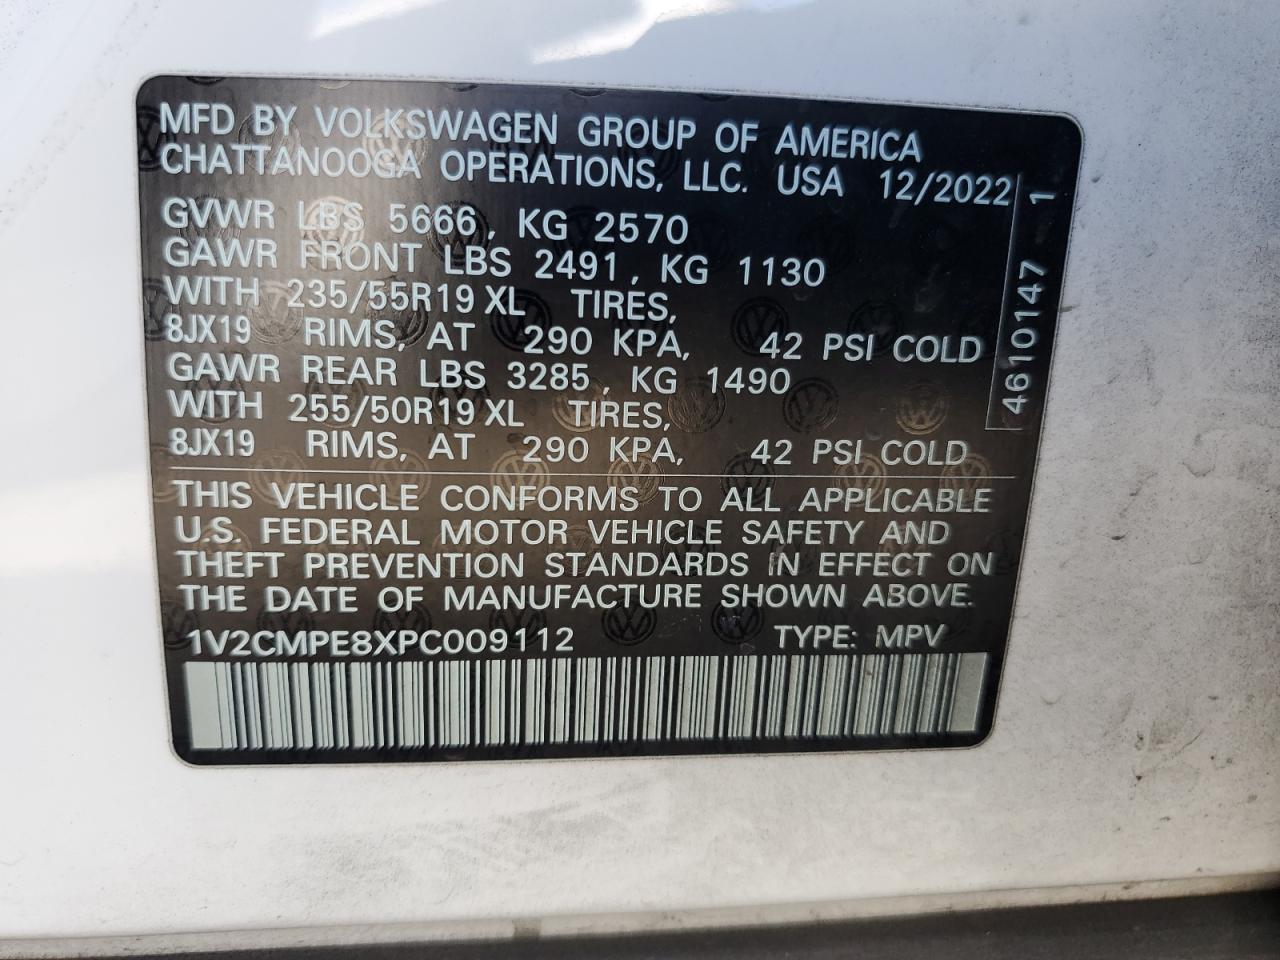 MFD BY VOLKSWAGEN GROUP OF AMERICA
CHATTANOOGA OPERATIONS, LLC. USA 12/2022
GVWR LBS 5666, KG 2570
GAWR FRONT LBS 2491, KG 1130
WITH 235/55R19 XL TIRES,
8JX19 RIMS, AT 290 KPA, 42 PSI COLD
GAWR REAR LBS 3285, KG 1490
WITH 255/50R19 XL TIRES,
8JX19 RIMS, AT 290 KPA, 42 PSI COLD
4610147 1
THIS VEHICLE CONFORMS TO ALL APPLICABLE
U.S. FEDERAL MOTOR VEHICLE SAFETY AND
THEFT PREVENTION STANDARDS IN EFFECT ON
THE DATE OF MANUFACTURE SHOWN ABOVE.
1V2CMPE8XPC009112 TYPE: MPV